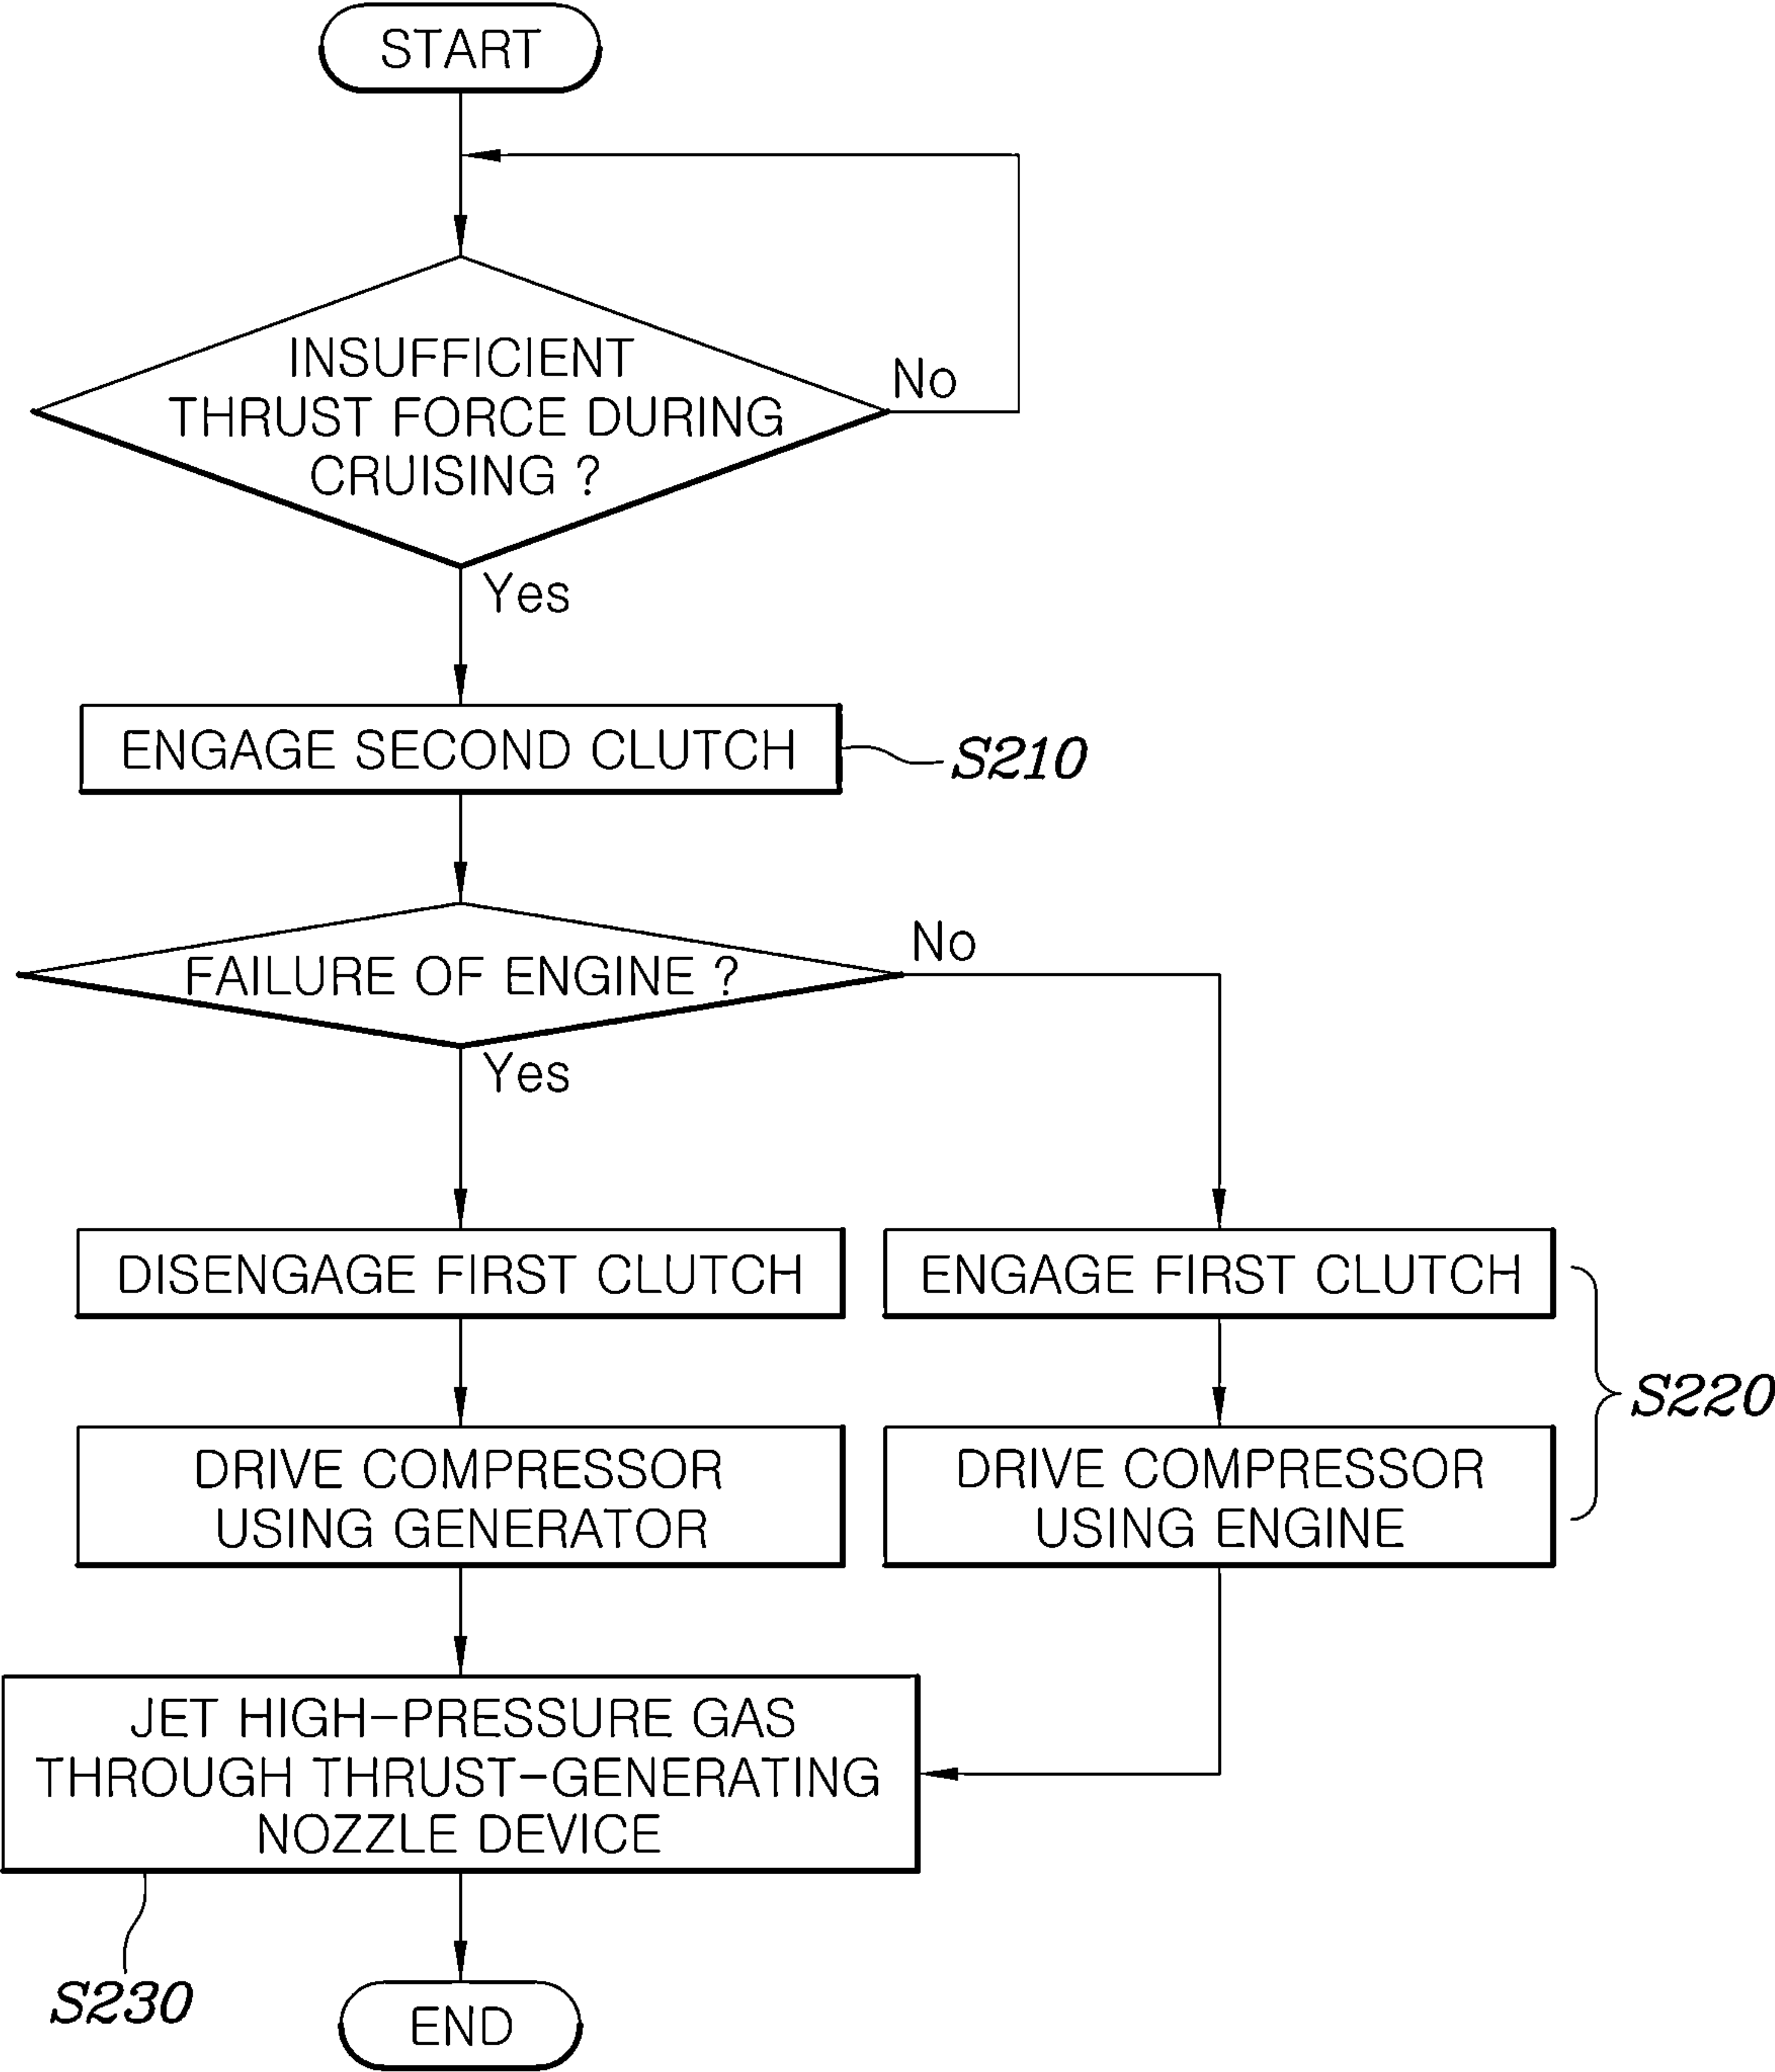 START
INSUFFICIENT
THRUST FORCE DURING
CRUISING ?
No
Yes
ENGAGE SECOND CLUTCH
S210
FAILURE OF ENGINE ?
No
Yes
DISENGAGE FIRST CLUTCH
ENGAGE FIRST CLUTCH
S220
DRIVE COMPRESSOR
USING GENERATOR
DRIVE COMPRESSOR
USING ENGINE
JET HIGH-PRESSURE GAS
THROUGH THRUST-GENERATING
NOZZLE DEVICE
S230
END